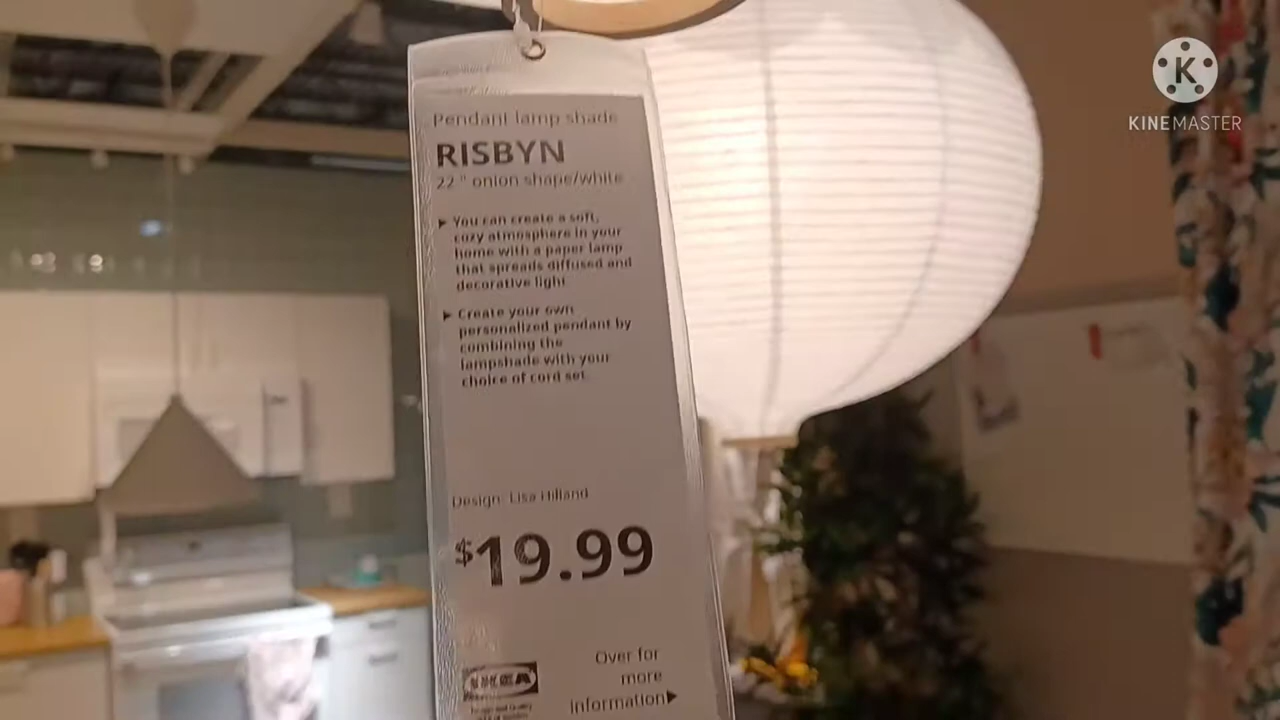 Pendant lamp shade
RISBYN
22 " onion shape/white
▶ You can create a soft,
cozy atmosphere in your
home with a paper lamp
that spreads diffused and
decorative light.
▶ Create your own
personalized pendant by
combining the
lampshade with your
choice of cord set.
Design: Lisa Hilland
$19.99
IKEA
Over for
more
information▶
K
KINEMASTER